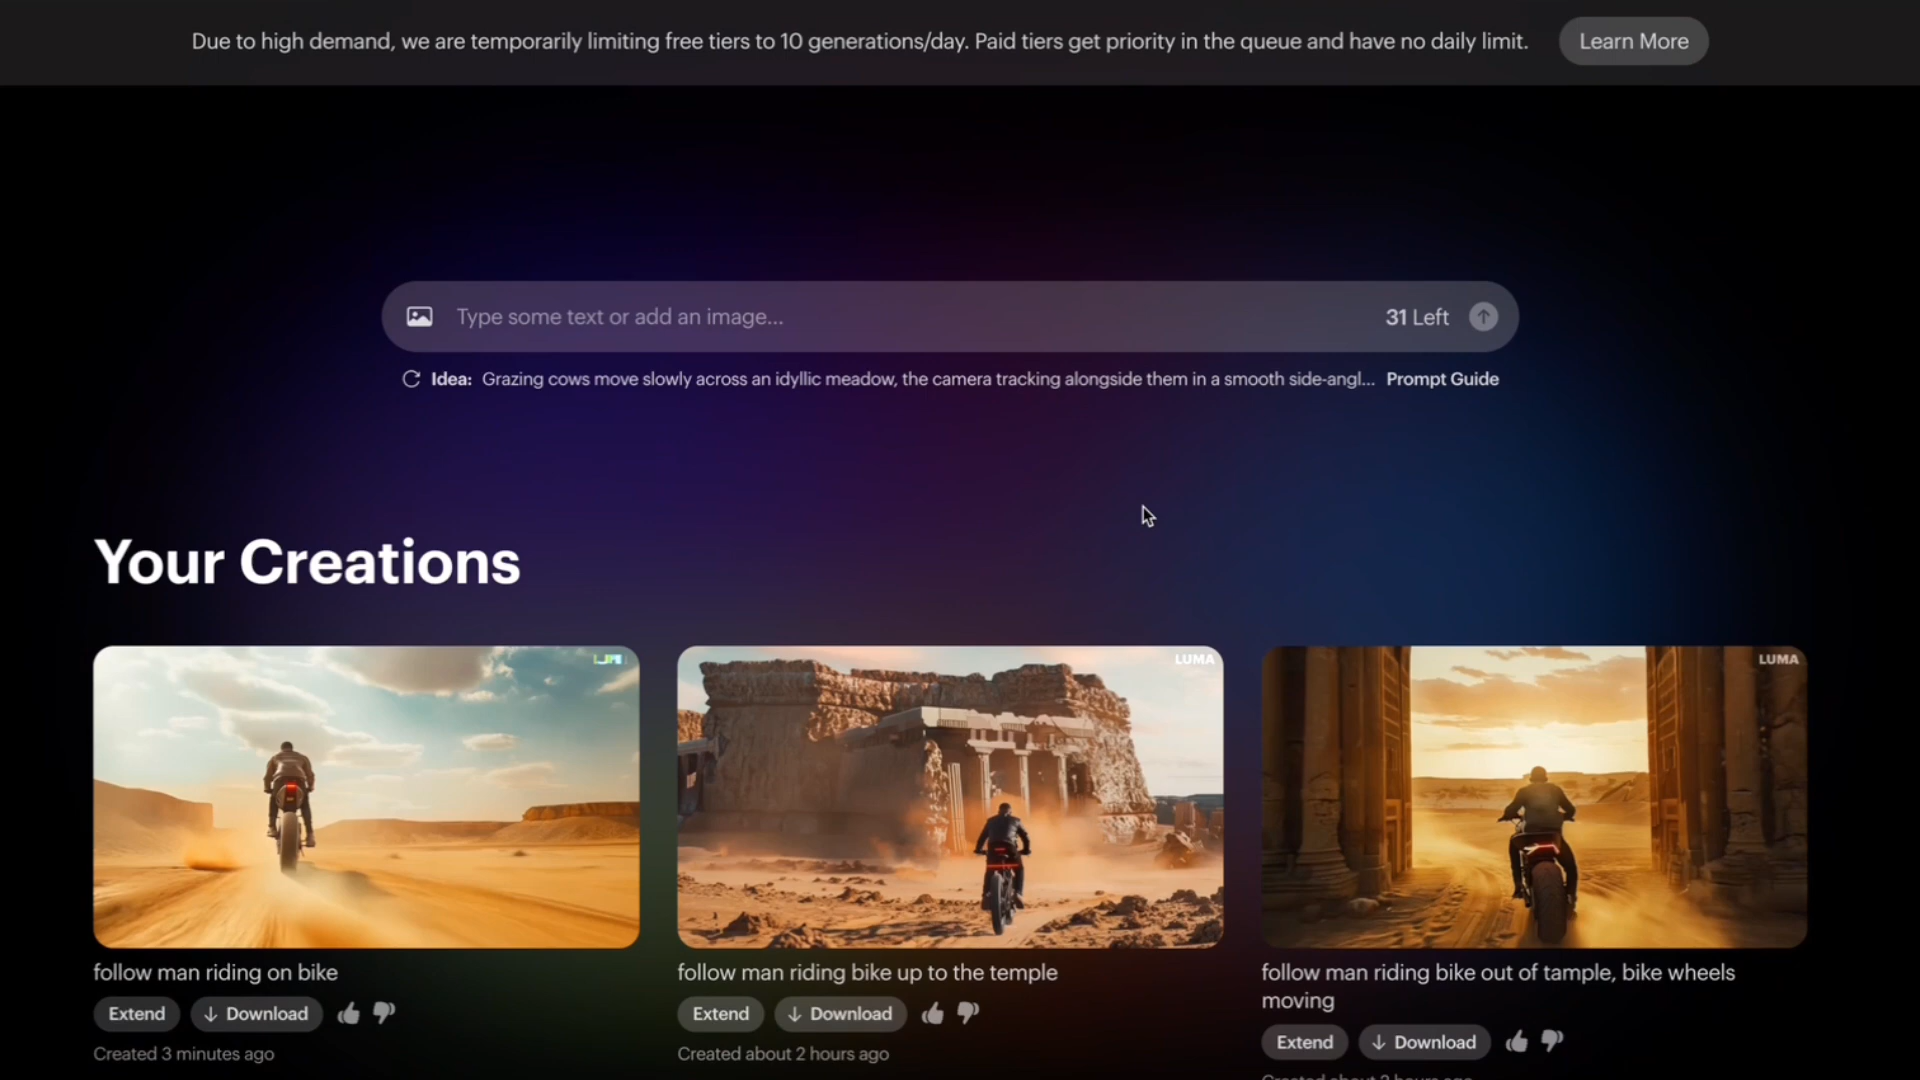 Due to high demand, we are temporarily limiting free tiers to 10 generations/day. Paid tiers get priority in the queue and have no daily limit. Learn More
Type some text or add an image... 31 Left
Idea: Grazing cows move slowly across an idyllic meadow, the camera tracking alongside them in a smooth side-angl... Prompt Guide
Your Creations
LUMA LUMA
follow man riding on bike
Extend Download
Created 3 minutes ago
follow man riding bike up to the temple
Extend Download
Created about 2 hours ago
follow man riding bike out of tample, bike wheels
moving
Extend Download